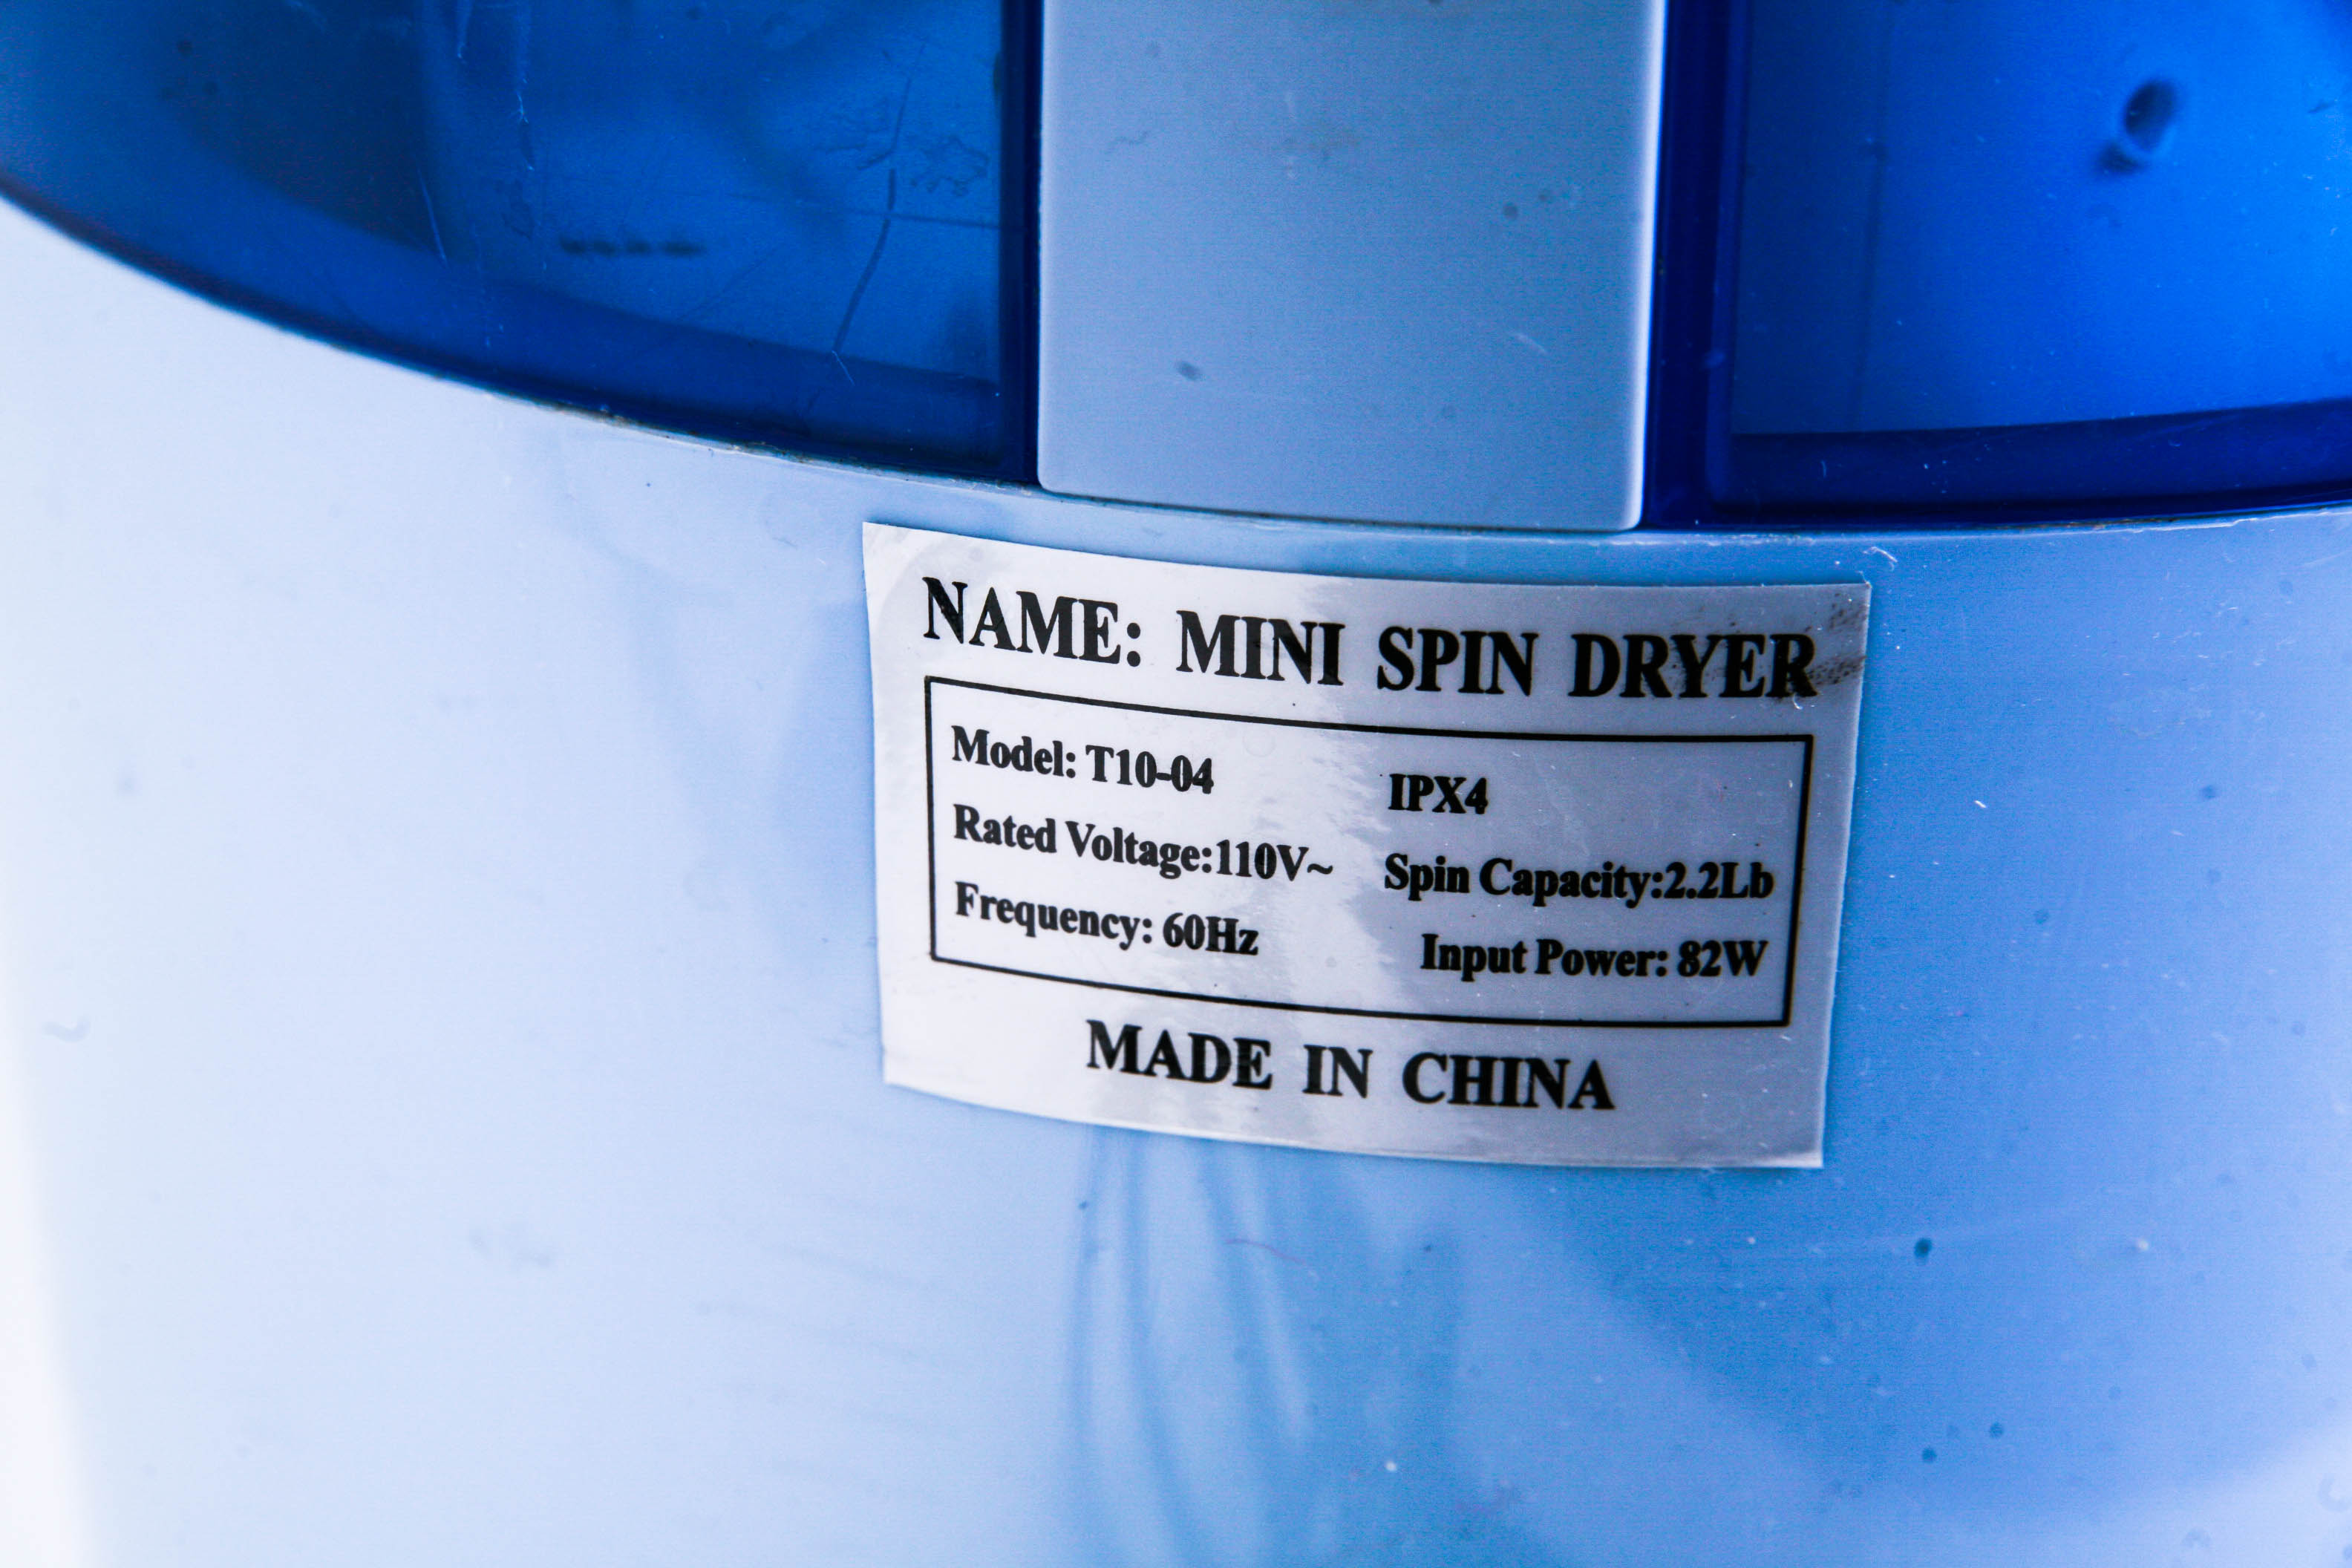 NAME: MINI SPIN DRYER
Model: T10-04 IPX4
Rated Voltage:110V~ Spin Capacity:2.2Lb
Frequency: 60Hz Input Power: 82W
MADE IN CHINA